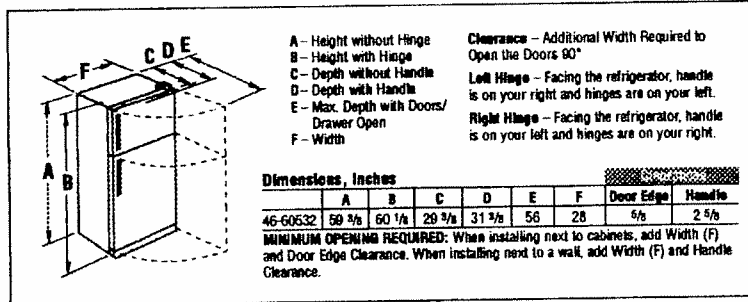 C D E
F
A
B
A – Height without Hinge
B – Height with Hinge
C – Depth without Handle
D – Depth with Handle
E – Max. Depth with Doors/
Drawer Open
F – Width
Clearance – Additional Width Required to
Open the Doors 90°
Left Hinge – Facing the refrigerator, handle
is on your right and hinges are on your left.
Right Hinge – Facing the refrigerator, handle
is on your left and hinges are on your right.
Dimensions, Inches Clearance
A B C D E F Door Edge Handle
46-60532 59 3/8 60 1/8 29 3/8 31 3/8 56 28 5/8 2 5/8
MINIMUM OPENING REQUIRED: When installing next to cabinets, add Width (F)
and Door Edge Clearance. When installing next to a wall, add Width (F) and Handle
Clearance.